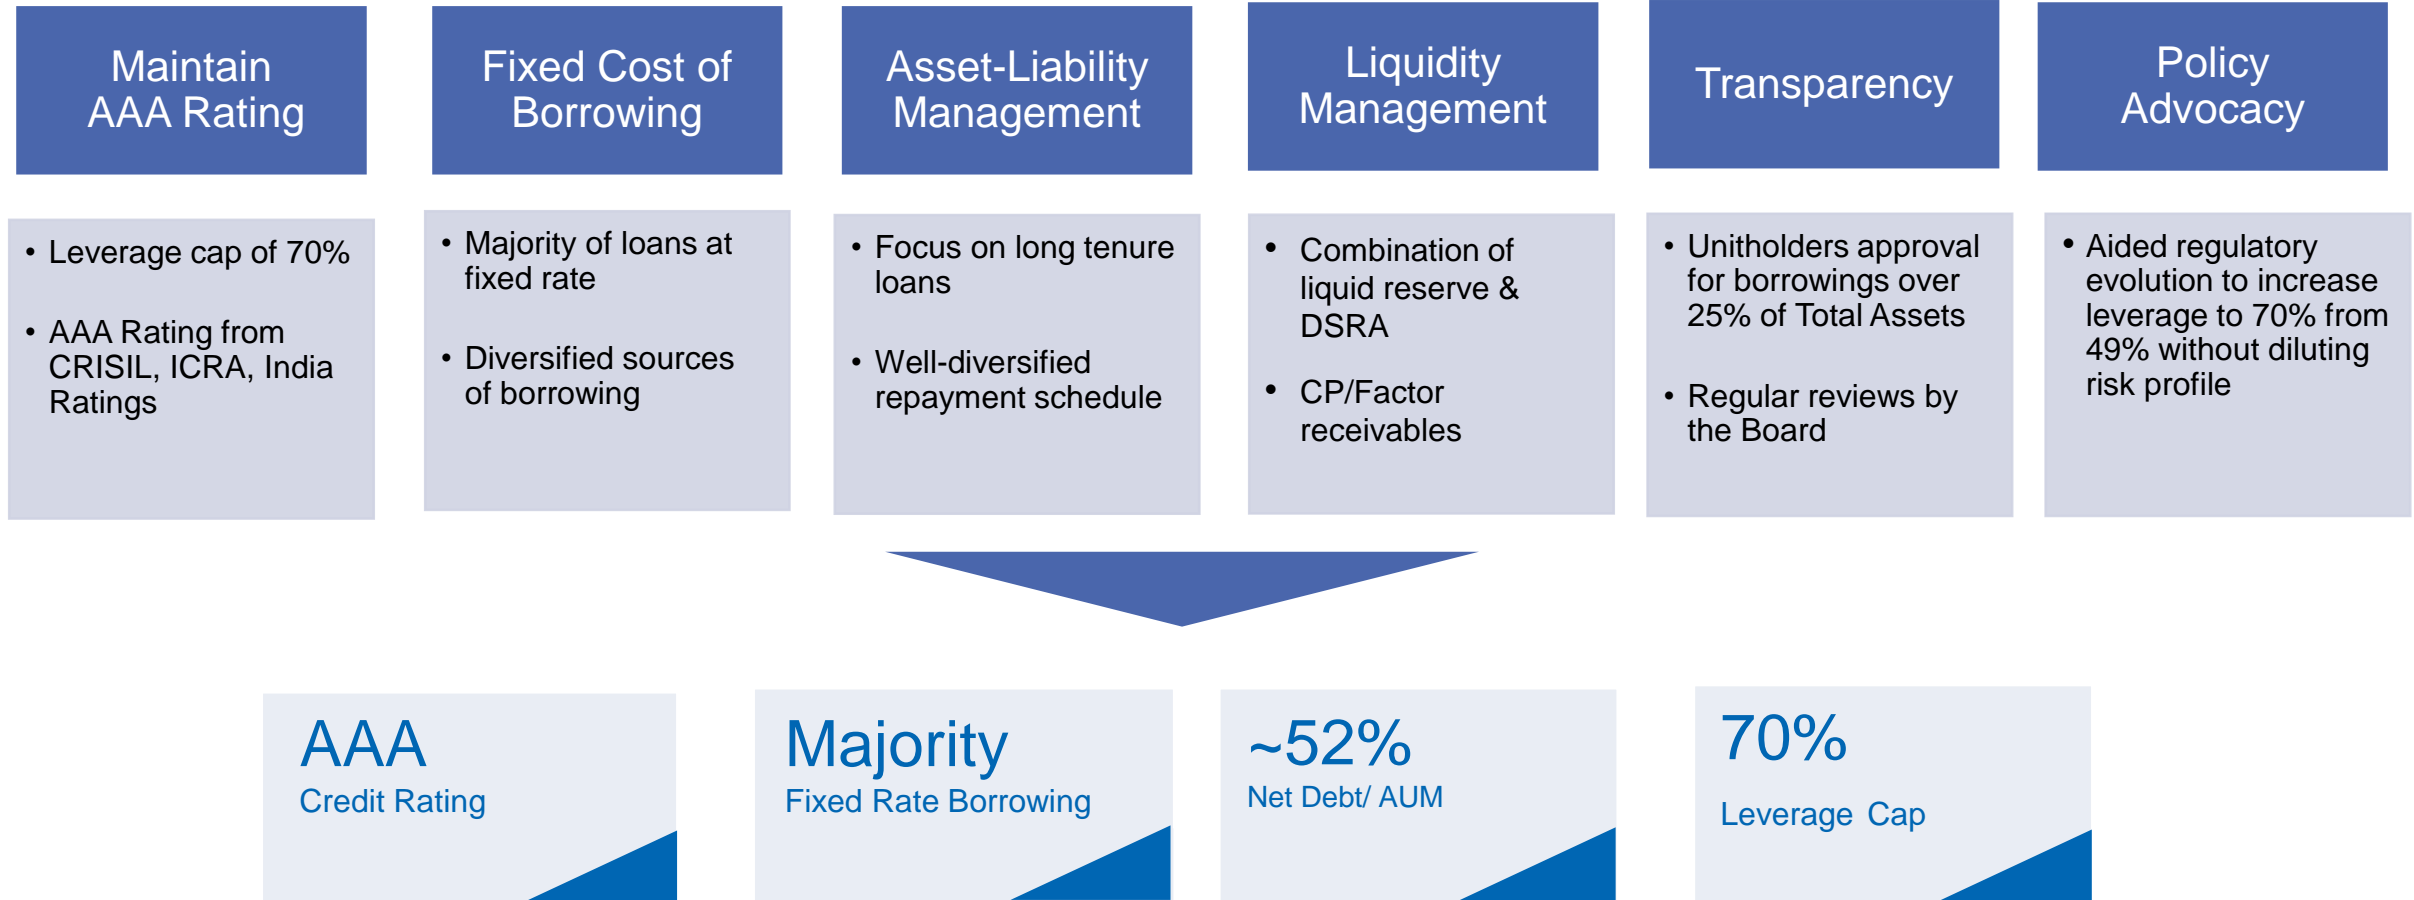 Maintain
AAA Rating
Fixed Cost of
Borrowing
Asset-Liability
Management
Liquidity
Management
Transparency
Policy
Advocacy
• Leverage cap of 70%
• AAA Rating from
CRISIL, ICRA, India
Ratings
• Majority of loans at
fixed rate
• Diversified sources
of borrowing
• Focus on long tenure
loans
• Well-diversified
repayment schedule
• Combination of
liquid reserve &
DSRA
• CP/Factor
receivables
• Unitholders approval
for borrowings over
25% of Total Assets
• Regular reviews by
the Board
• Aided regulatory
evolution to increase
leverage to 70% from
49% without diluting
risk profile
AAA
Credit Rating
Majority
Fixed Rate Borrowing
~52%
Net Debt/ AUM
70%
Leverage Cap